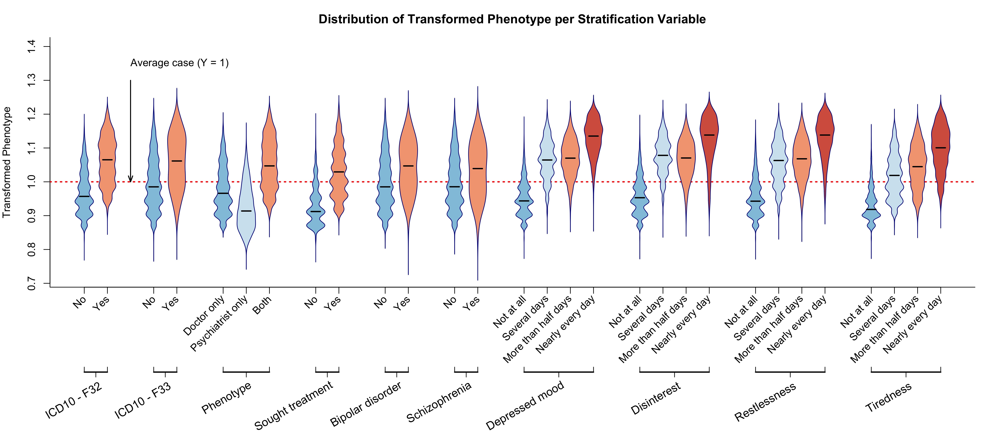 Distribution of Transformed Phenotype per Stratification Variable
Transformed Phenotype
1.4
1.3
1.2
1.1
1.0
0.9
0.8
0.7
Average case (Y = 1)
No
Yes
No
Yes
Doctor only
Psychiatrist only
Both
No
Yes
No
Yes
No
Yes
Not at all
Several days
More than half days
Nearly every day
Not at all
Several days
More than half days
Nearly every day
Not at all
Several days
More than half days
Nearly every day
Not at all
Several days
More than half days
Nearly every day
ICD10 - F32
ICD10 - F33
Phenotype
Sought treatment
Bipolar disorder
Schizophrenia
Depressed mood
Disinterest
Restlessness
Tiredness